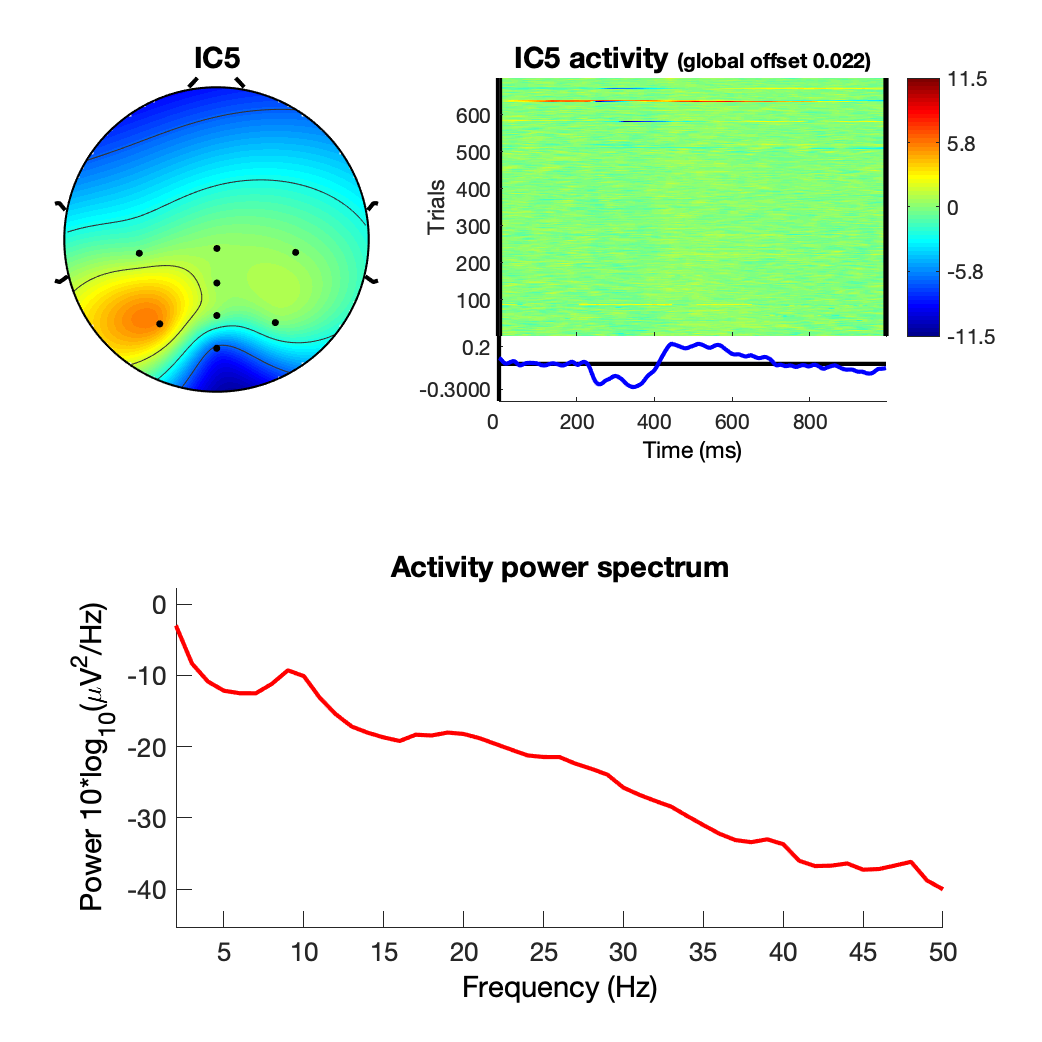 IC5
IC5 activity (global offset 0.022)
Trials
600
500
400
300
200
100
11.5
5.8
0
-5.8
-11.5
0.2
-0.3000
0 200 400 600 800
Time (ms)
Activity power spectrum
Power 10*log10(μV2/Hz)
0
-10
-20
-30
-40
5 10 15 20 25 30 35 40 45 50
Frequency (Hz)